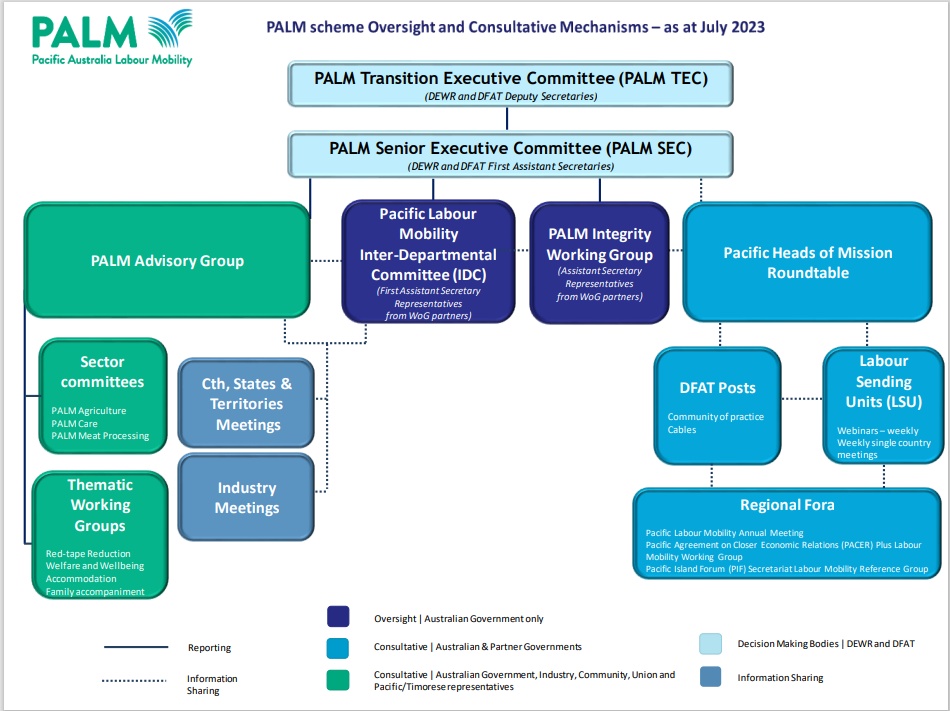 PALM
Pacific Australia Labour Mobility
PALM scheme Oversight and Consultative Mechanisms – as at July 2023
PALM Transition Executive Committee (PALM TEC)
(DEWR and DFAT Deputy Secretaries)
PALM Senior Executive Committee (PALM SEC)
(DEWR and DFAT First Assistant Secretaries)
PALM Advisory Group
Pacific Labour
Mobility
Inter-Departmental
Committee (IDC)
(First Assistant Secretary
Representatives
from WoG partners)
PALM Integrity
Working Group
(Assistant Secretary
Representatives
from WoG partners)
Pacific Heads of Mission
Roundtable
Sector
committees
PALM Agriculture
PALM Care
PALM Meat Processing
Cth, States &
Territories
Meetings
DFAT Posts
Community of practice
Cables
Labour
Sending
Units (LSU)
Webinars – weekly
Weekly single country
meetings
Thematic
Working
Groups
Red-tape Reduction
Welfare and Wellbeing
Accommodation
Family accompaniment
Industry
Meetings
Regional Fora
Pacific Labour Mobility Annual Meeting
Pacific Agreement on Closer Economic Relations (PACER) Plus Labour
Mobility Working Group
Pacific Island Forum (PIF) Secretariat Labour Mobility Reference Group
Reporting
Information
Sharing
Oversight | Australian Government only
Consultative | Australian & Partner Governments
Consultative | Australian Government, Industry, Community, Union and
Pacific/Timorese representatives
Decision Making Bodies | DEWR and DFAT
Information Sharing